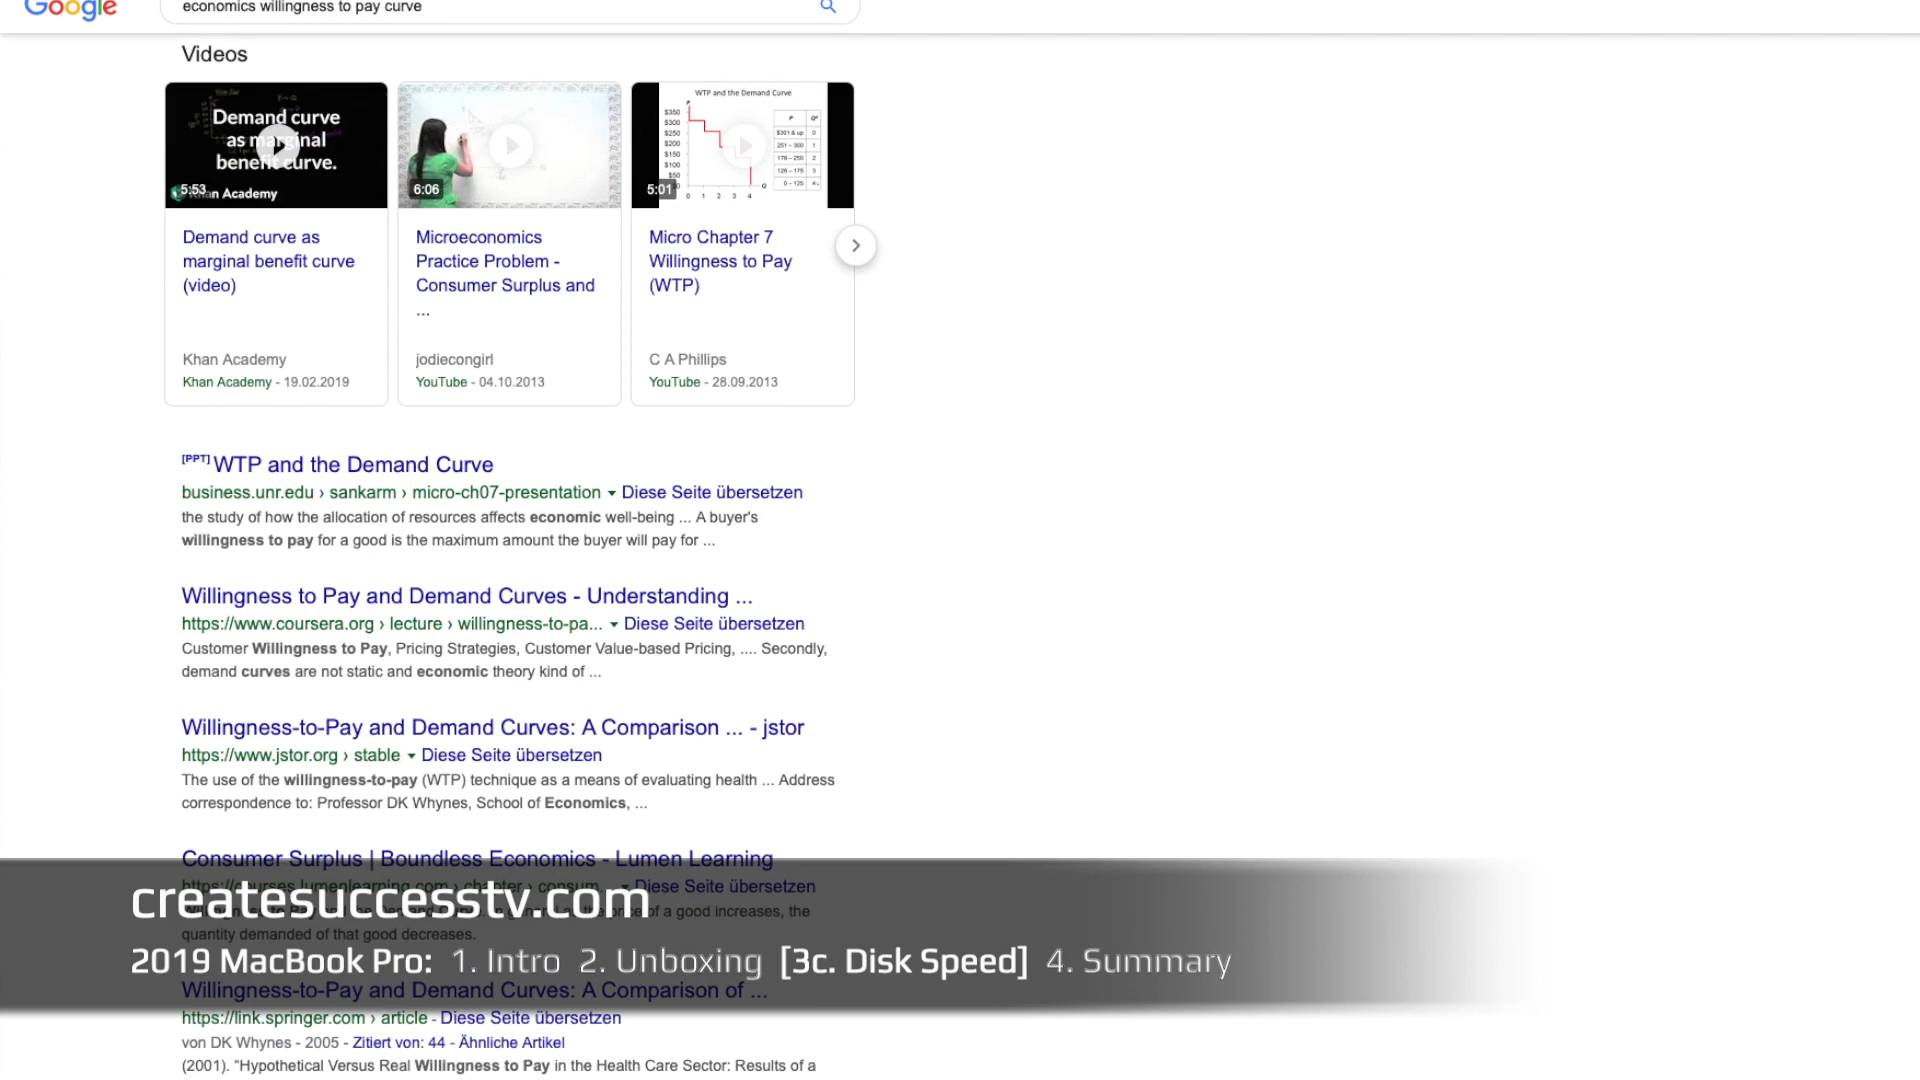 Google
economics willingness to pay curve
Videos
Demand curve
as marginal
benefit curve.
5:53
n Academy
6:06
WTP and the Demand Curve
P
$350
$300
$250
$200
$150
$100
$50
5:01
0 1 2 3 4
Q
P Qd
$301 & up 0
251 – 300 1
176 – 250 2
126 – 175 3
0 – 125 4
Demand curve as
marginal benefit curve
(video)
Khan Academy
Khan Academy - 19.02.2019
Microeconomics
Practice Problem -
Consumer Surplus and
...
jodiecongirl
YouTube - 04.10.2013
Micro Chapter 7
Willingness to Pay
(WTP)
C A Phillips
YouTube - 28.09.2013
[PPT] WTP and the Demand Curve
business.unr.edu › sankarm › micro-ch07-presentation ▾ Diese Seite übersetzen
the study of how the allocation of resources affects economic well-being ... A buyer's
willingness to pay for a good is the maximum amount the buyer will pay for ...
Willingness to Pay and Demand Curves - Understanding ...
https://www.coursera.org › lecture › willingness-to-pa... ▾ Diese Seite übersetzen
Customer Willingness to Pay, Pricing Strategies, Customer Value-based Pricing, .... Secondly,
demand curves are not static and economic theory kind of ...
Willingness-to-Pay and Demand Curves: A Comparison ... - jstor
https://www.jstor.org › stable ▾ Diese Seite übersetzen
The use of the willingness-to-pay (WTP) technique as a means of evaluating health ... Address
correspondence to: Professor DK Whynes, School of Economics, ...
Consumer Surplus | Boundless Economics - Lumen Learning
https://courses.lumenlearning.com › chapter › consum... ▾ Diese Seite übersetzen
createsuccesstv.com
of a good increases, the
quantity demanded of that good decreases.
2019 MacBook Pro: 1. Intro 2. Unboxing [3c. Disk Speed] 4. Summary
Willingness-to-Pay and Demand Curves: A Comparison of ...
https://link.springer.com › article - Diese Seite übersetzen
von DK Whynes - 2005 - Zitiert von: 44 - Ähnliche Artikel
(2001). "Hypothetical Versus Real Willingness to Pay in the Health Care Sector: Results of a